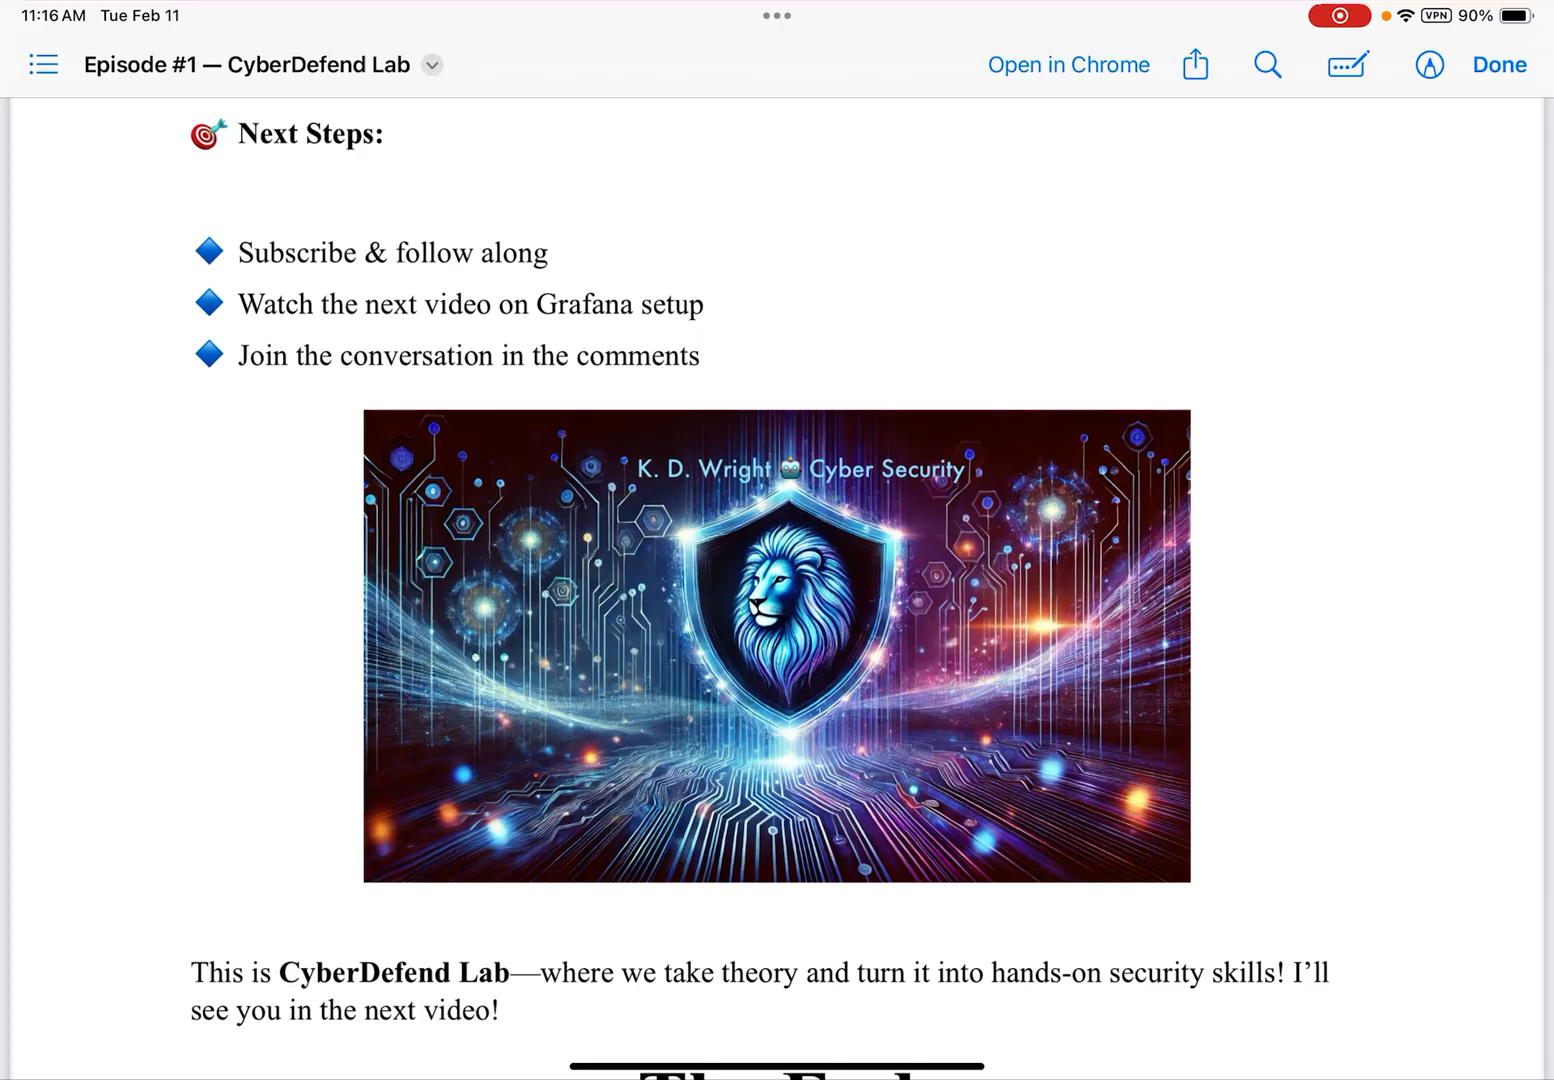 11:16 AM Tue Feb 11
VPN 90%
Episode #1 — CyberDefend Lab
Open in Chrome
Done
Next Steps:
Subscribe & follow along
Watch the next video on Grafana setup
Join the conversation in the comments
K. D. Wright Cyber Security
This is CyberDefend Lab—where we take theory and turn it into hands-on security skills! I’ll
see you in the next video!